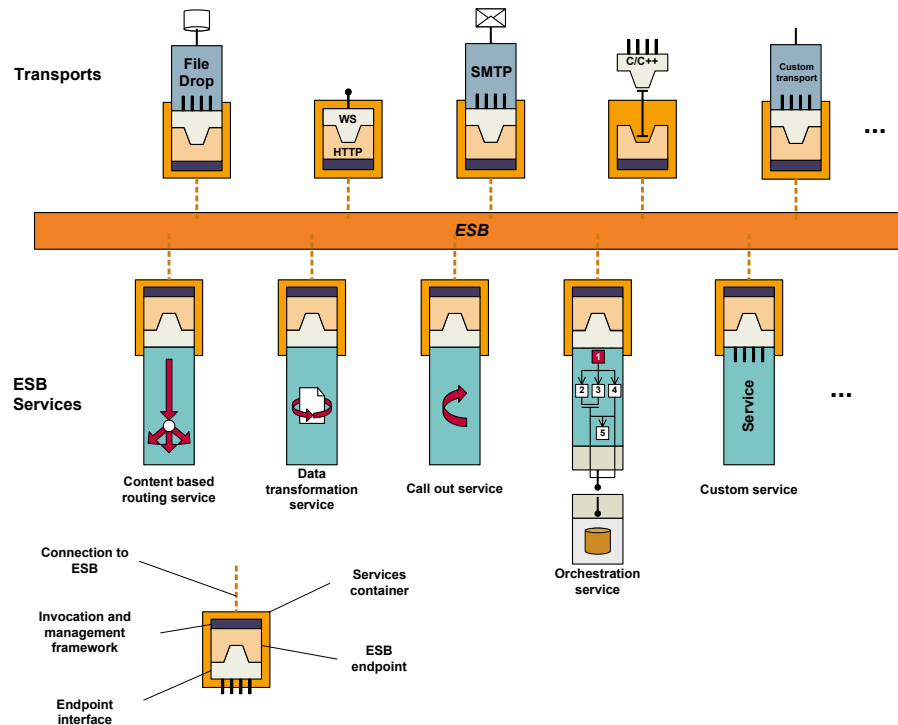 File
Drop
SMTP
C/C++
Custom
transport
Transports
WS
HTTP
...
ESB
ESB
Services
1
2
3
4
5
Service
...
Content based
routing service
Data
transformation
service
Call out service
Orchestration
service
Custom service
Connection to
ESB
Services
container
Invocation and
management
framework
ESB
endpoint
Endpoint
interface